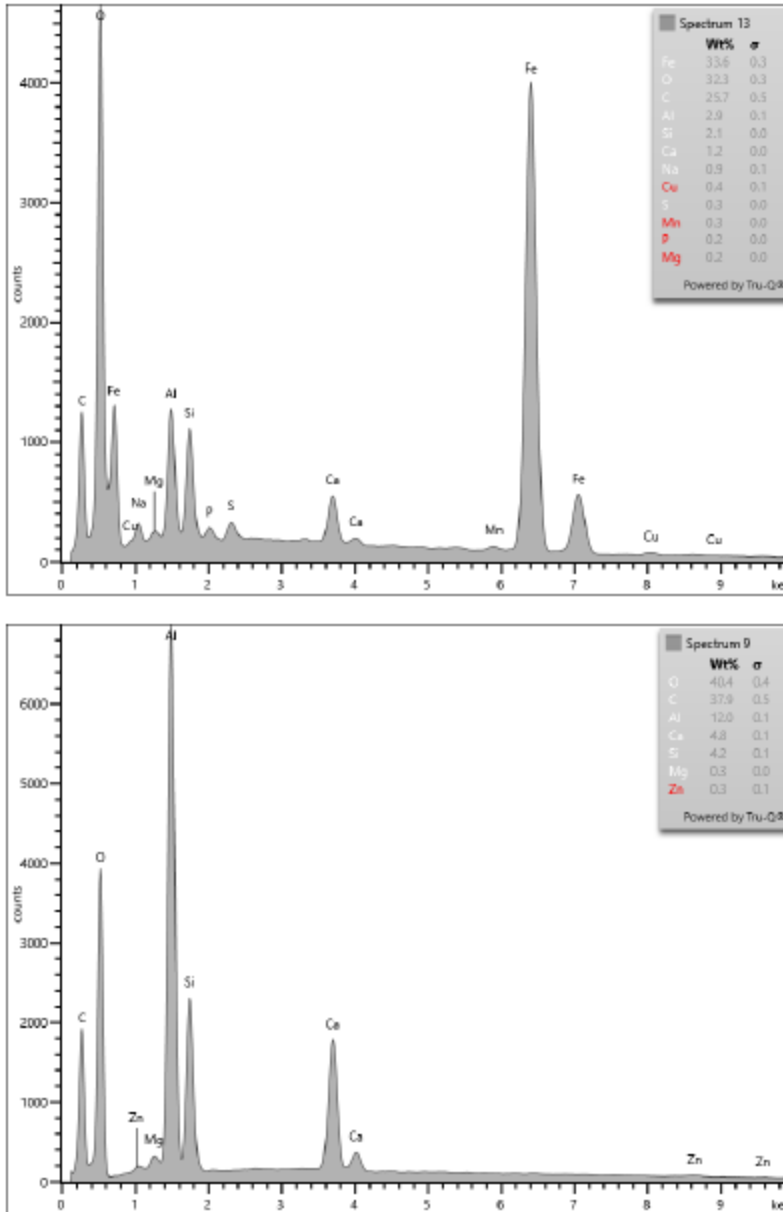 Spectrum 13
Wt% σ
Fe 33.6 0.3
O 32.3 0.3
C 25.7 0.5
Al 2.9 0.1
Si 2.1 0.0
Ca 1.2 0.0
Na 0.9 0.1
Cu 0.4 0.1
S 0.3 0.0
Mn 0.3 0.0
P 0.2 0.0
Mg 0.2 0.0
Powered by Tru-Q®
counts
4000
3000
2000
1000
0
C
O
Fe
Cu
Na
Mg
Al
Si
P
S
Ca
Ca
Mn
Fe
Fe
Cu
Cu
0 1 2 3 4 5 6 7 8 9 ke
Spectrum 9
Wt% σ
O 40.4 0.4
C 37.9 0.5
Al 12.0 0.1
Ca 4.8 0.1
Si 4.2 0.1
Mg 0.3 0.0
Zn 0.3 0.1
Powered by Tru-Q®
counts
6000
5000
4000
3000
2000
1000
0
C
O
Zn
Mg
Al
Si
Ca
Ca
Zn
Zn
0 1 2 3 4 5 6 7 8 9 ke